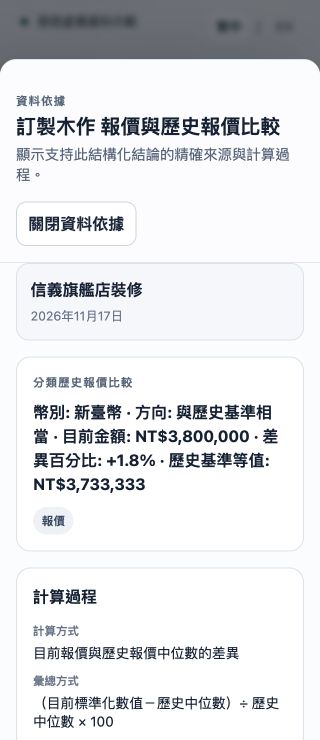 資料依據
訂製木作 報價與歷史報價比較
顯示支持此結構化結論的精確來源與計算過
程。
關閉資料依據
信義旗艦店裝修
2026年11月17日
分類歷史報價比較
幣別: 新臺幣 · 方向: 與歷史基準相
當 · 目前金額: NT$3,800,000 · 差
異百分比: +1.8% · 歷史基準等值:
NT$3,733,333
報價
計算過程
計算方式
目前報價與歷史報價中位數的差異
彙總方式
（目前標準化數值－歷史中位數）÷ 歷史
中位數 × 100